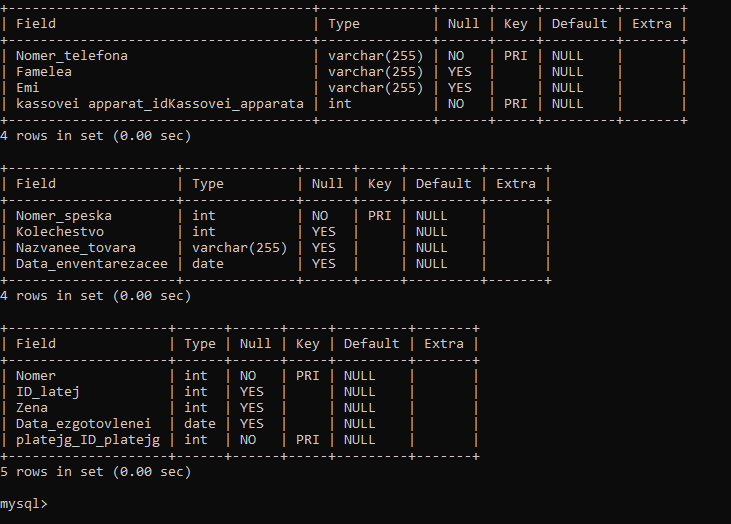 +--------------------------------------+--------------+------+-----+---------+-------+
| Field                                | Type         | Null | Key | Default | Extra |
+--------------------------------------+--------------+------+-----+---------+-------+
| Nomer_telefona                       | varchar(255) | NO   | PRI | NULL    |       |
| Famelea                              | varchar(255) | YES  |     | NULL    |       |
| Emi                                  | varchar(255) | YES  |     | NULL    |       |
| kassovei apparat_idKassovei_apparata | int          | NO   | PRI | NULL    |       |
+--------------------------------------+--------------+------+-----+---------+-------+
4 rows in set (0.00 sec)

+---------------------+--------------+------+-----+---------+-------+
| Field               | Type         | Null | Key | Default | Extra |
+---------------------+--------------+------+-----+---------+-------+
| Nomer_speska        | int          | NO   | PRI | NULL    |       |
| Kolechestvo         | int          | YES  |     | NULL    |       |
| Nazvanee_tovara     | varchar(255) | YES  |     | NULL    |       |
| Data_enventarezacee | date         | YES  |     | NULL    |       |
+---------------------+--------------+------+-----+---------+-------+
4 rows in set (0.00 sec)

+--------------------+------+------+-----+---------+-------+
| Field              | Type | Null | Key | Default | Extra |
+--------------------+------+------+-----+---------+-------+
| Nomer              | int  | NO   | PRI | NULL    |       |
| ID_latej           | int  | YES  |     | NULL    |       |
| Zena               | int  | YES  |     | NULL    |       |
| Data_ezgotovlenei  | date | YES  |     | NULL    |       |
| platejg_ID_platejg | int  | NO   | PRI | NULL    |       |
+--------------------+------+------+-----+---------+-------+
5 rows in set (0.00 sec)

mysql>